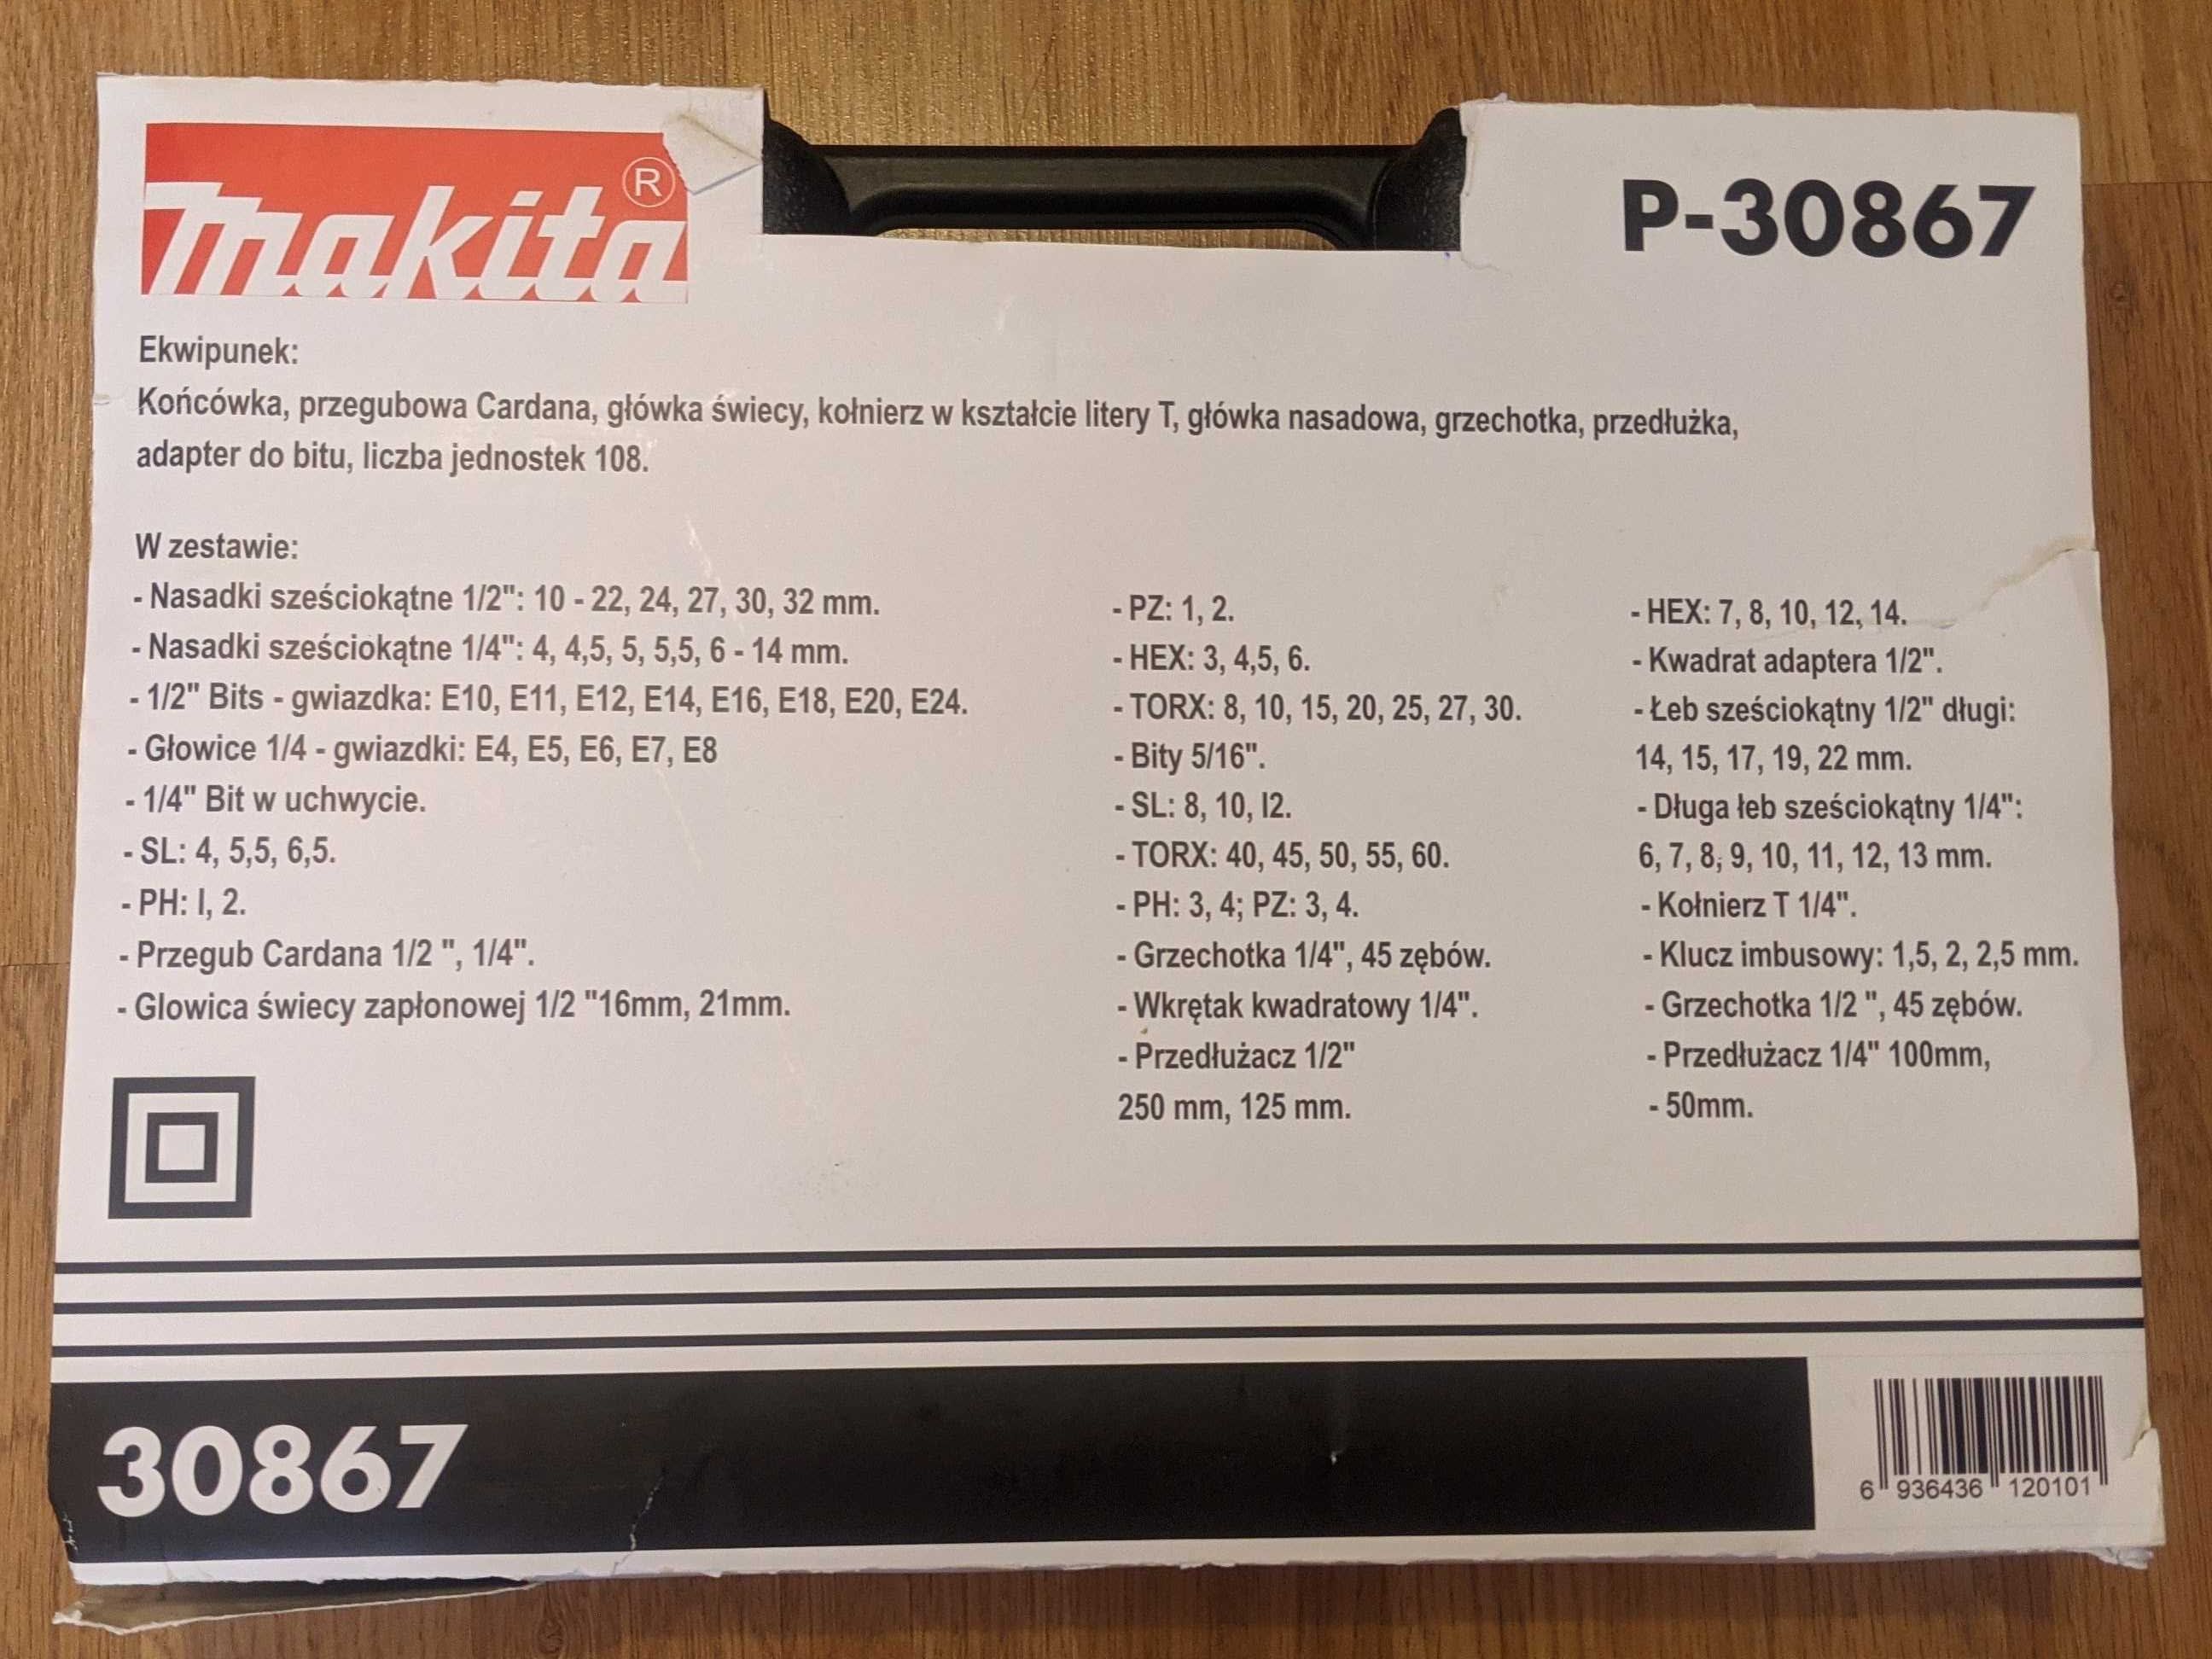 makita ®
P-30867
Ekwipunek:
Końcówka, przegubowa Cardana, główka świecy, kołnierz w kształcie litery T, główka nasadowa, grzechotka, przedłużka,
adapter do bitu, liczba jednostek 108.
W zestawie:
- Nasadki sześciokątne 1/2": 10 - 22, 24, 27, 30, 32 mm.
- Nasadki sześciokątne 1/4": 4, 4,5, 5, 5,5, 6 - 14 mm.
- 1/2" Bits - gwiazdka: E10, E11, E12, E14, E16, E18, E20, E24.
- Głowice 1/4 - gwiazdki: E4, E5, E6, E7, E8
- 1/4" Bit w uchwycie.
- SL: 4, 5,5, 6,5.
- PH: I, 2.
- Przegub Cardana 1/2 ", 1/4".
- Glowica świecy zapłonowej 1/2 "16mm, 21mm.
- PZ: 1, 2.
- HEX: 3, 4,5, 6.
- TORX: 8, 10, 15, 20, 25, 27, 30.
- Bity 5/16".
- SL: 8, 10, I2.
- TORX: 40, 45, 50, 55, 60.
- PH: 3, 4; PZ: 3, 4.
- Grzechotka 1/4", 45 zębów.
- Wkrętak kwadratowy 1/4".
- Przedłużacz 1/2"
250 mm, 125 mm.
- HEX: 7, 8, 10, 12, 14.
- Kwadrat adaptera 1/2".
- Łeb sześciokątny 1/2" długi:
14, 15, 17, 19, 22 mm.
- Długa łeb sześciokątny 1/4":
6, 7, 8, 9, 10, 11, 12, 13 mm.
- Kołnierz T 1/4".
- Klucz imbusowy: 1,5, 2, 2,5 mm.
- Grzechotka 1/2 ", 45 zębów.
- Przedłużacz 1/4" 100mm,
- 50mm.
30867
6 936436 120101